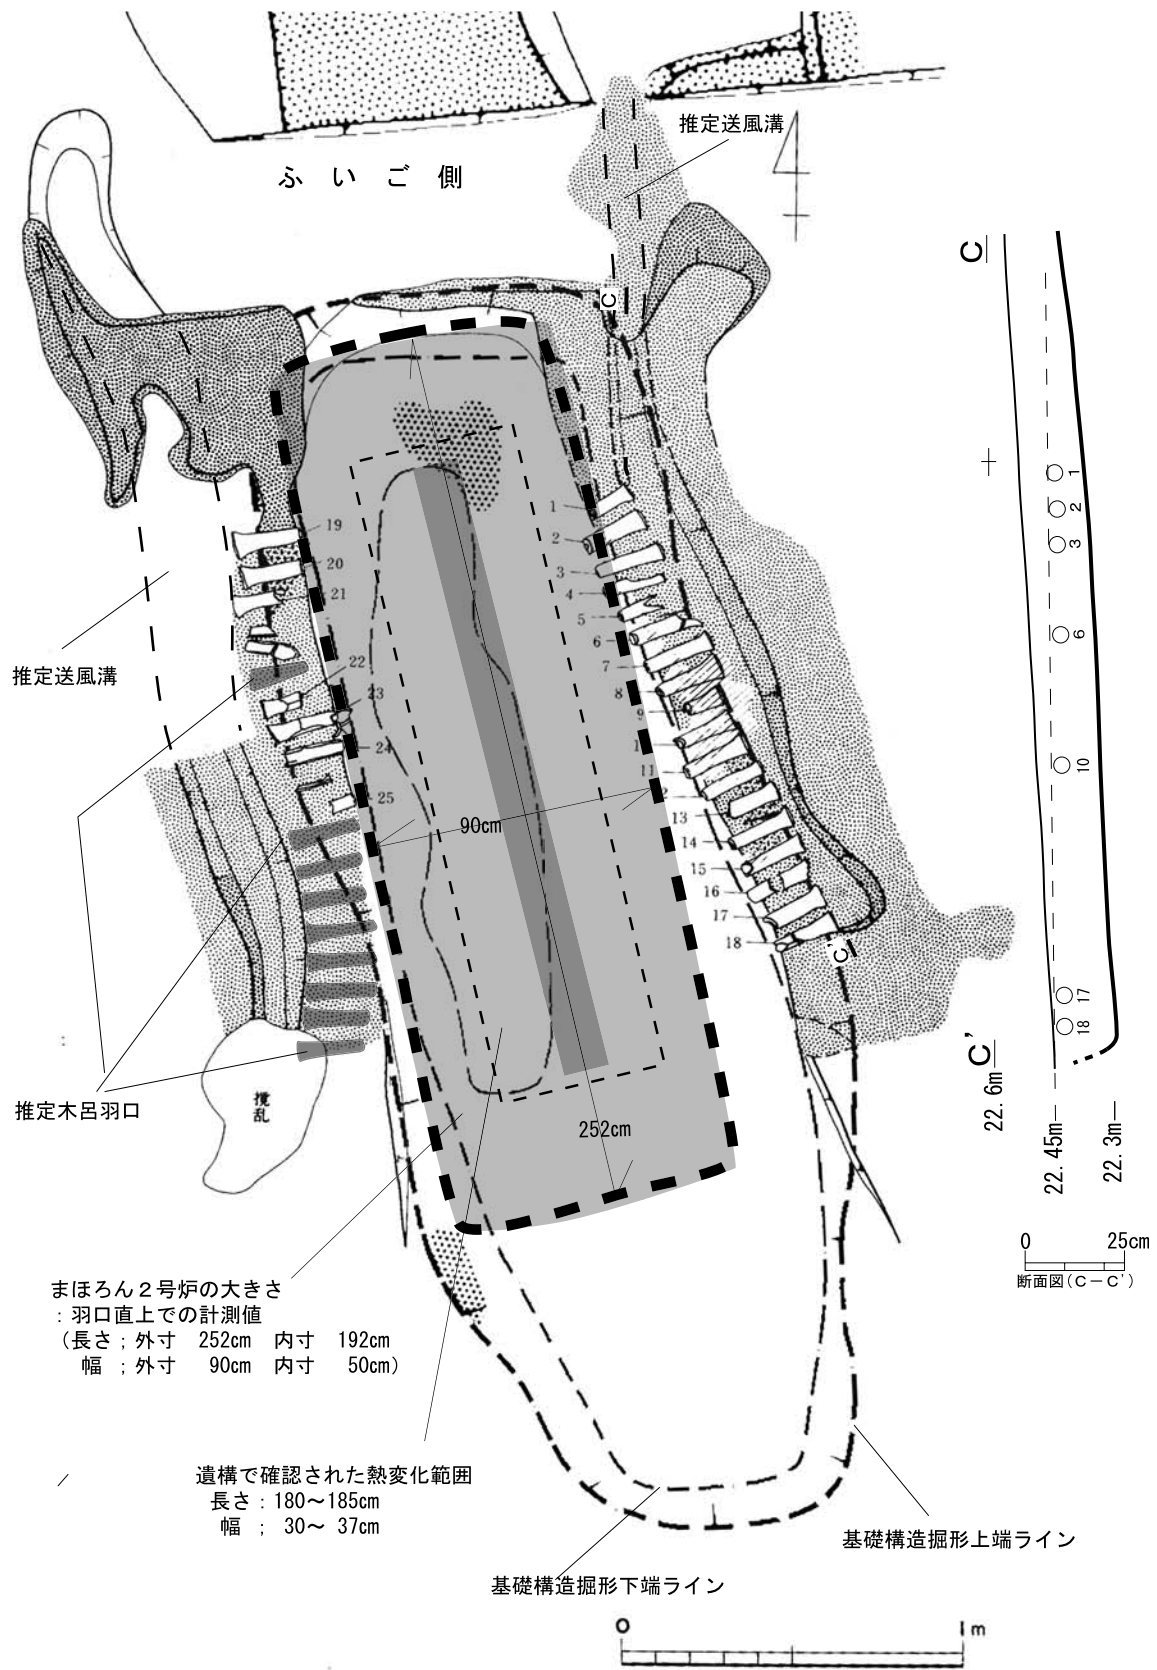 推定送風溝
ふいご側
C
C'
1
2
3
4
5
6
7
8
9
1
11
2
13
14
15
16
17
18
C'
19
20
21
22
23
24
25
推定送風溝
推定木呂羽口
攪乱
90cm
252cm
まほろん２号炉の大きさ
：羽口直上での計測値
（長さ；外寸 252cm 内寸 192cm
幅 ；外寸 90cm 内寸 50cm）
遺構で確認された熱変化範囲
長さ：180～185cm
幅 ； 30～ 37cm
基礎構造掘形上端ライン
基礎構造掘形下端ライン
0 1m
1
2
3
6
10
17
18
C'
22.6m
22.45m
22.3m
0 25cm
断面図（C－C'）